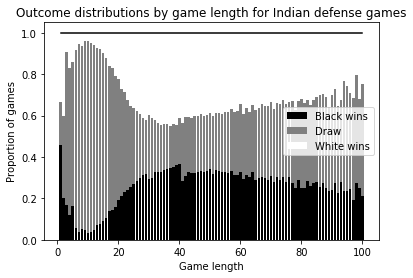 Outcome distributions by game length for Indian defense games
1.0
0.8
0.6
0.4
0.2
0.0
Proportion of games
Black wins
Draw
White wins
0 20 40 60 80 100
Game length